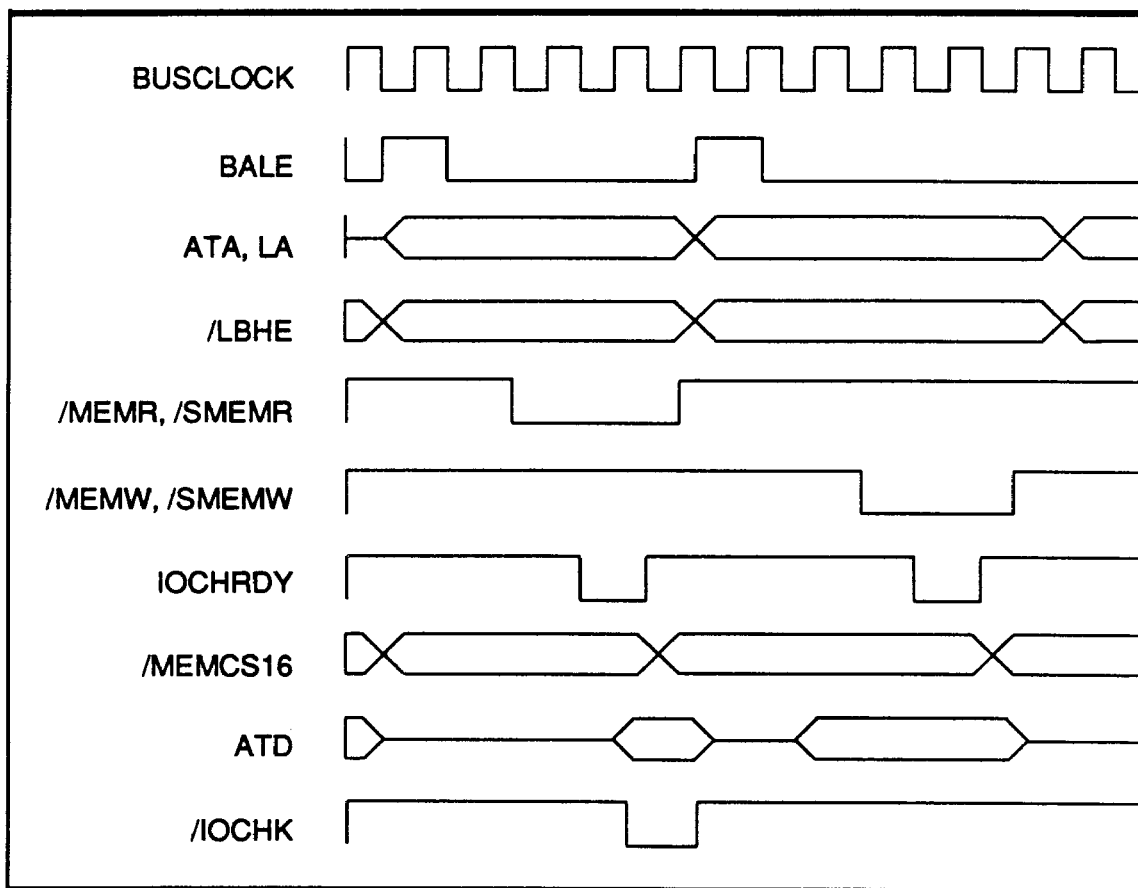 BUSCLOCK
BALE
ATA, LA
/LBHE
/MEMR, /SMEMR
/MEMW, /SMEMW
IOCHRDY
/MEMCS16
ATD
/IOCHK